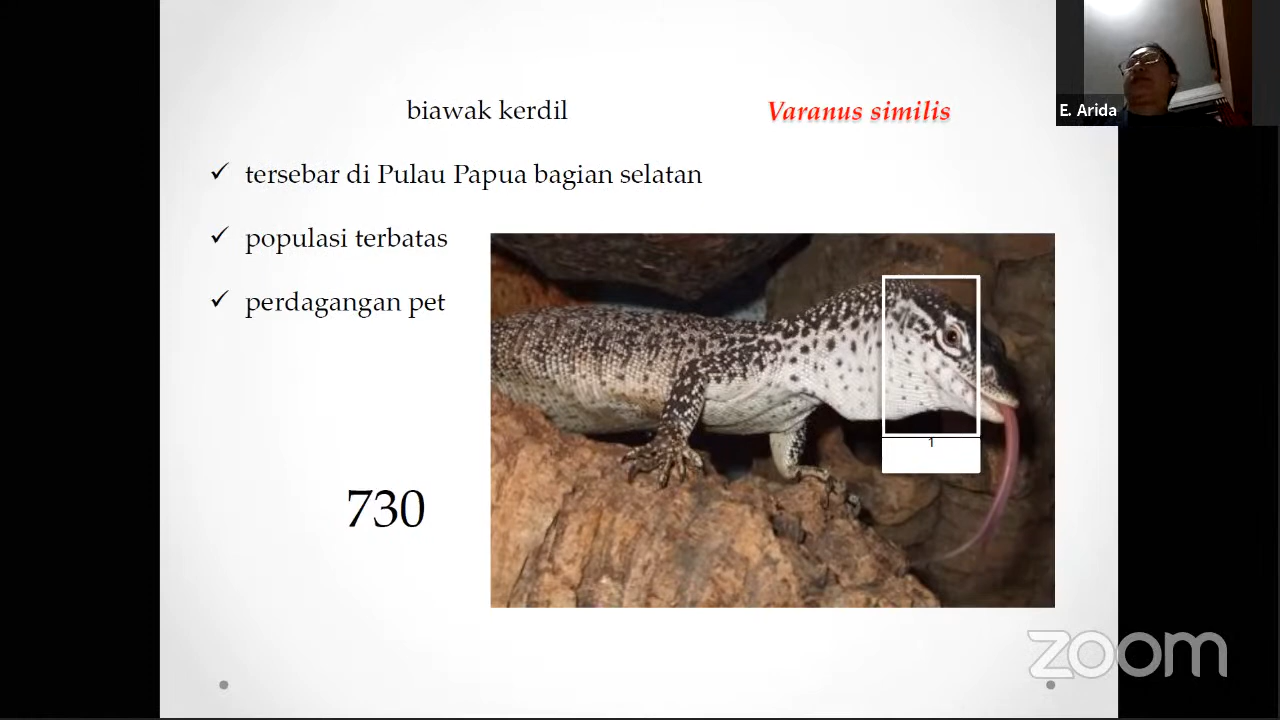 biawak kerdil
Varanus similis
E. Arida
✓ tersebar di Pulau Papua bagian selatan
✓ populasi terbatas
✓ perdagangan pet
1
730
zoom